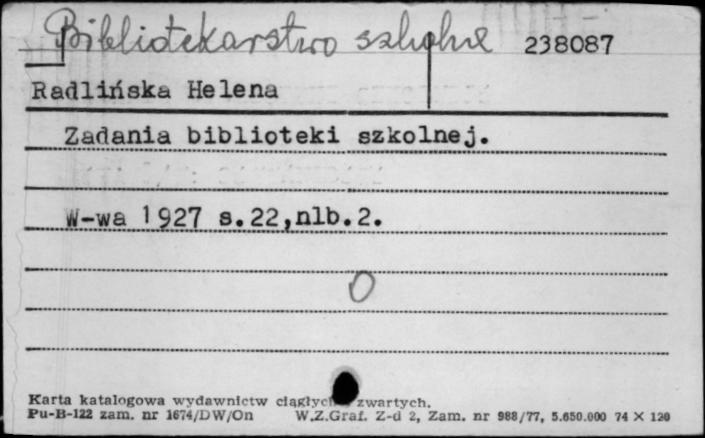 Bibliotekarstwo szkolne 238087
Radlińska Helena
Zadania biblioteki szkolnej.
W-wa 1927 s.22,nlb.2.
0
Karta katalogowa wydawnictw ciągłych zwartych.
Pu-B-122 zam. nr 1674/DW/On W.Z.Graf. Z-d 2, Zam. nr 988/77, 5.650.000 74 X 120